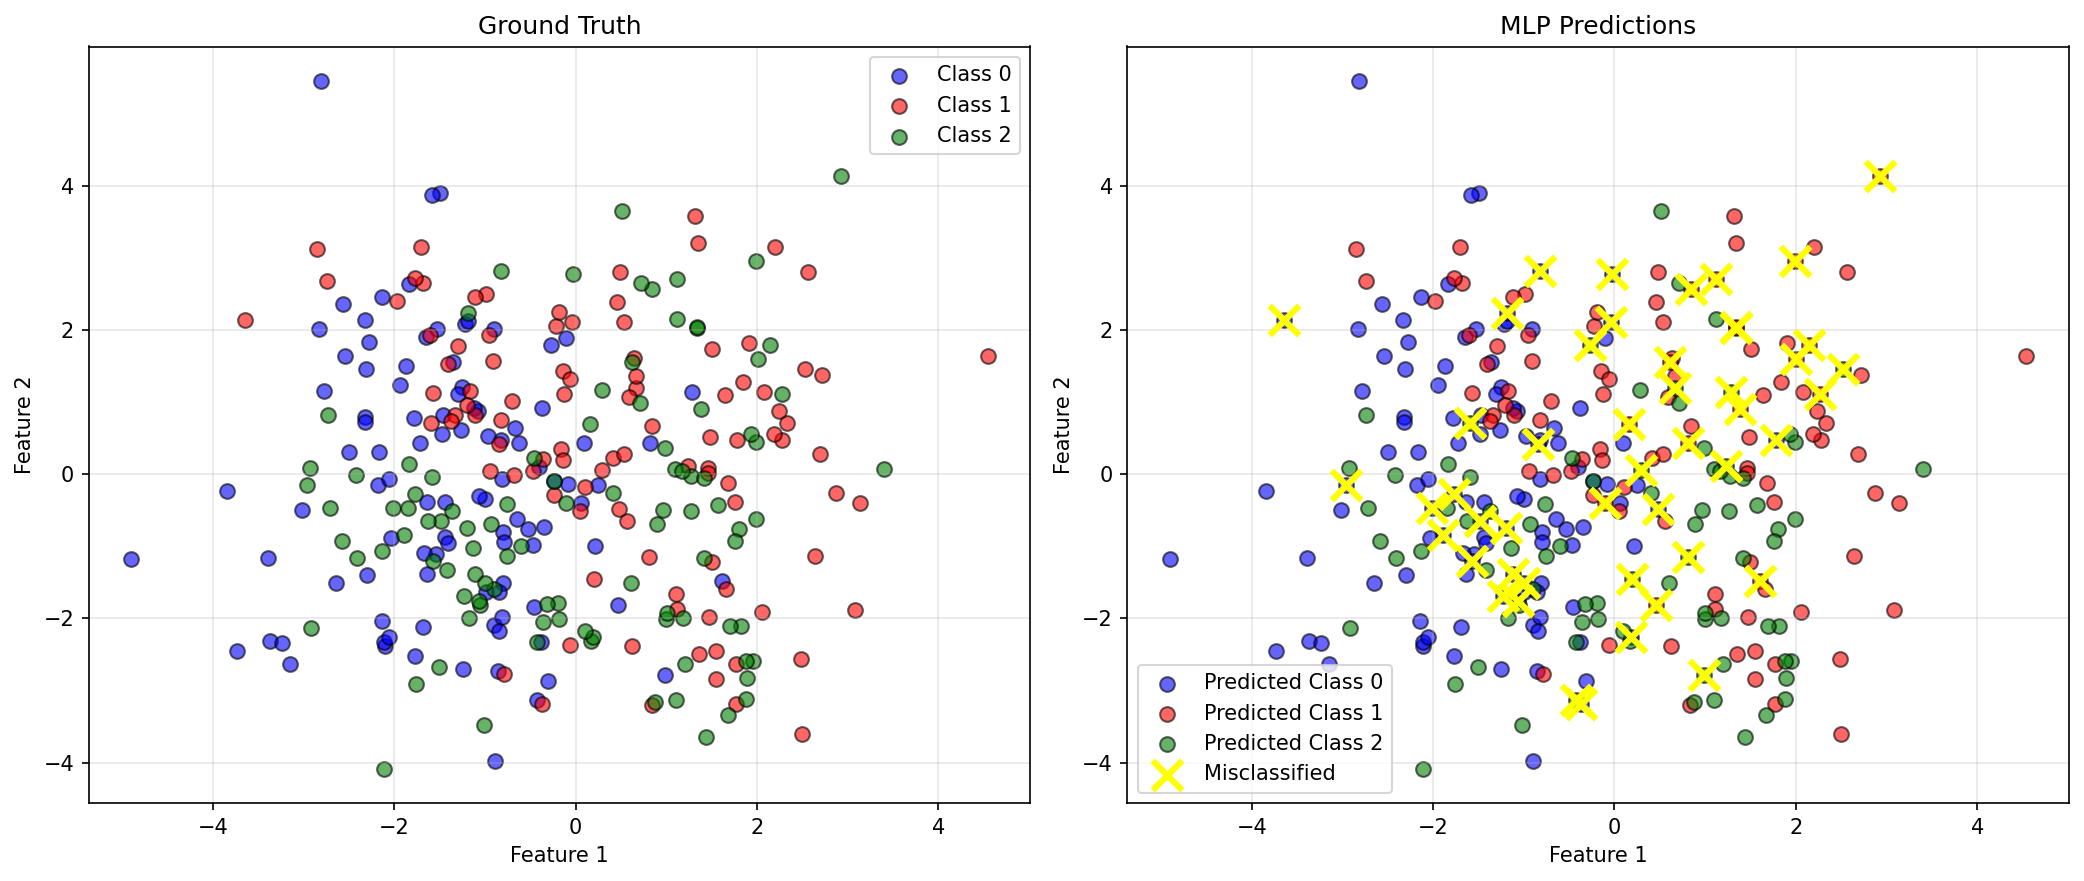 Ground Truth
Class 0
Class 1
Class 2
4
2
0
−2
−4
Feature 2
−4
−2
0
2
4
Feature 1
MLP Predictions
4
2
0
−2
−4
Feature 2
Predicted Class 0
Predicted Class 1
Predicted Class 2
Misclassified
−4
−2
0
2
4
Feature 1